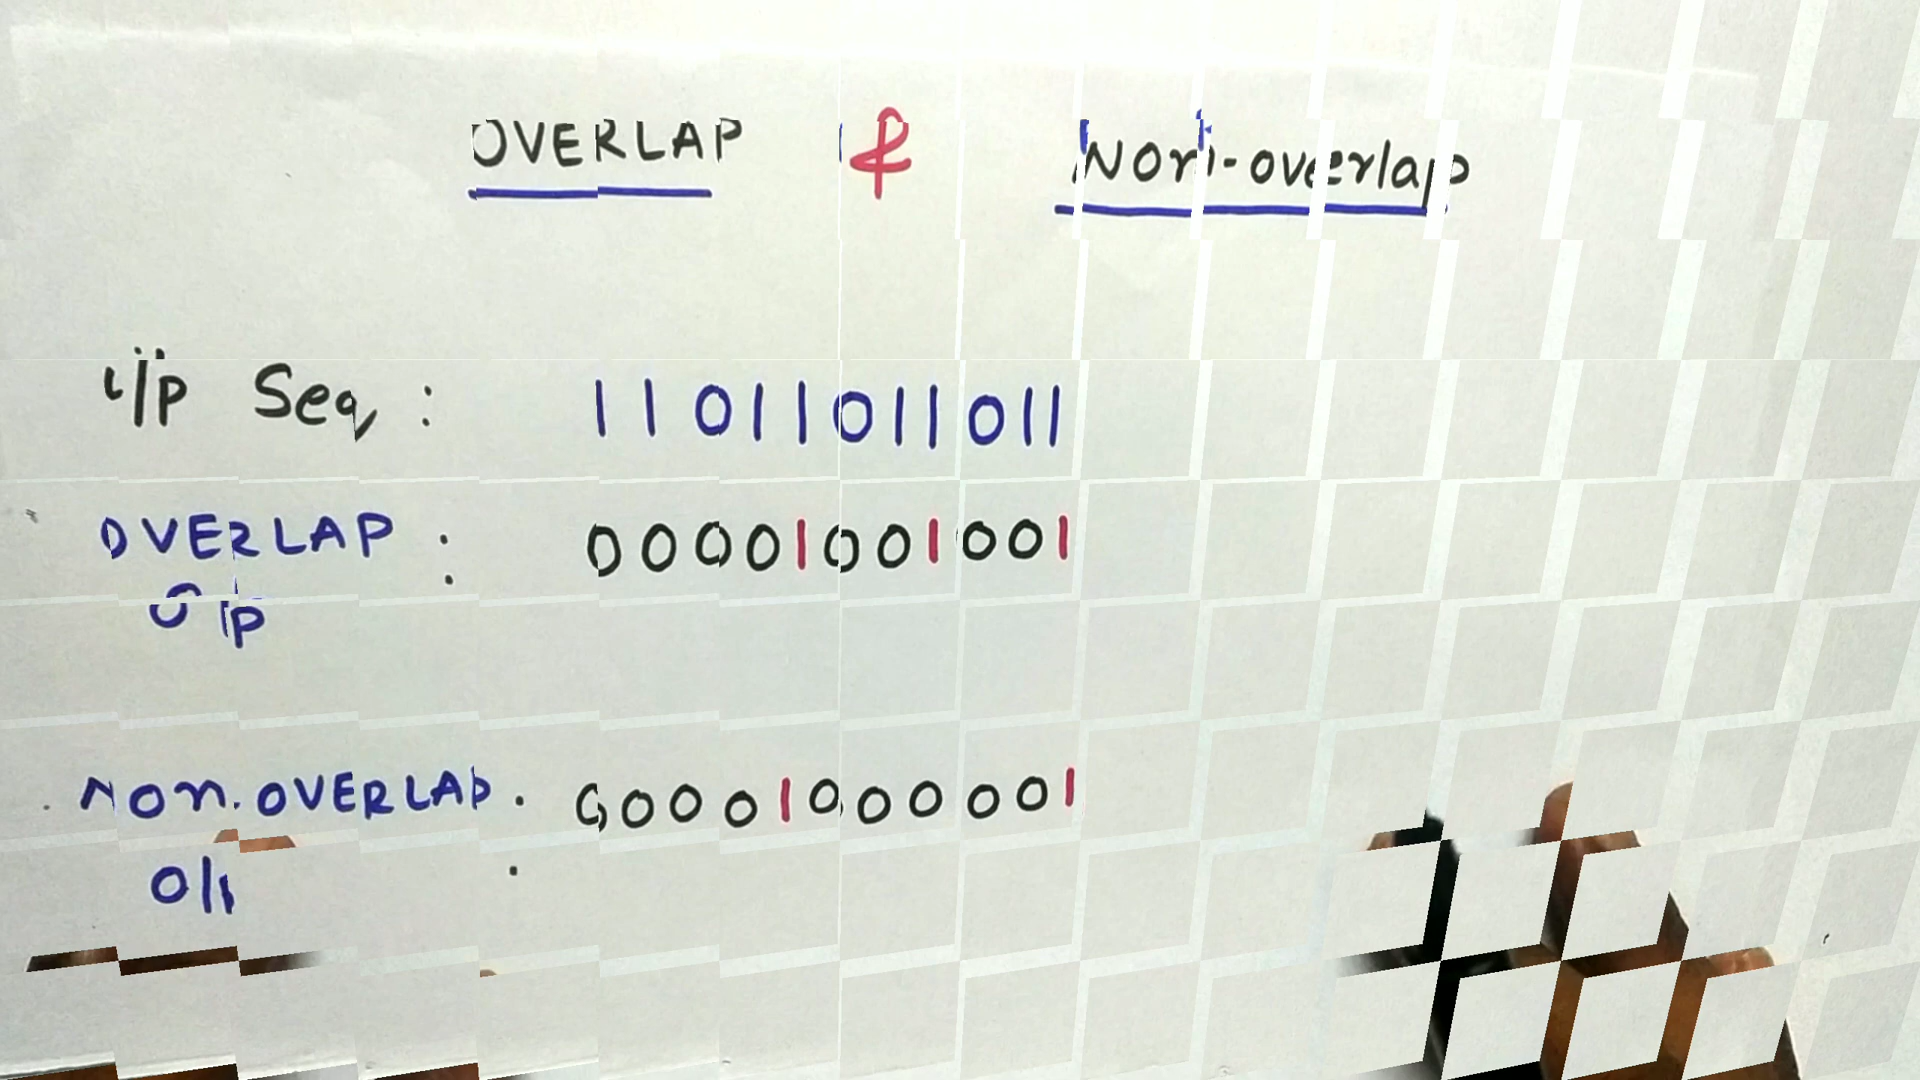 OVERLAP & Non-overlap
i/p Seq : 11011011011
OVERLAP : 00001001001
O/P
Non-OVERLAP : 00001000001
O/